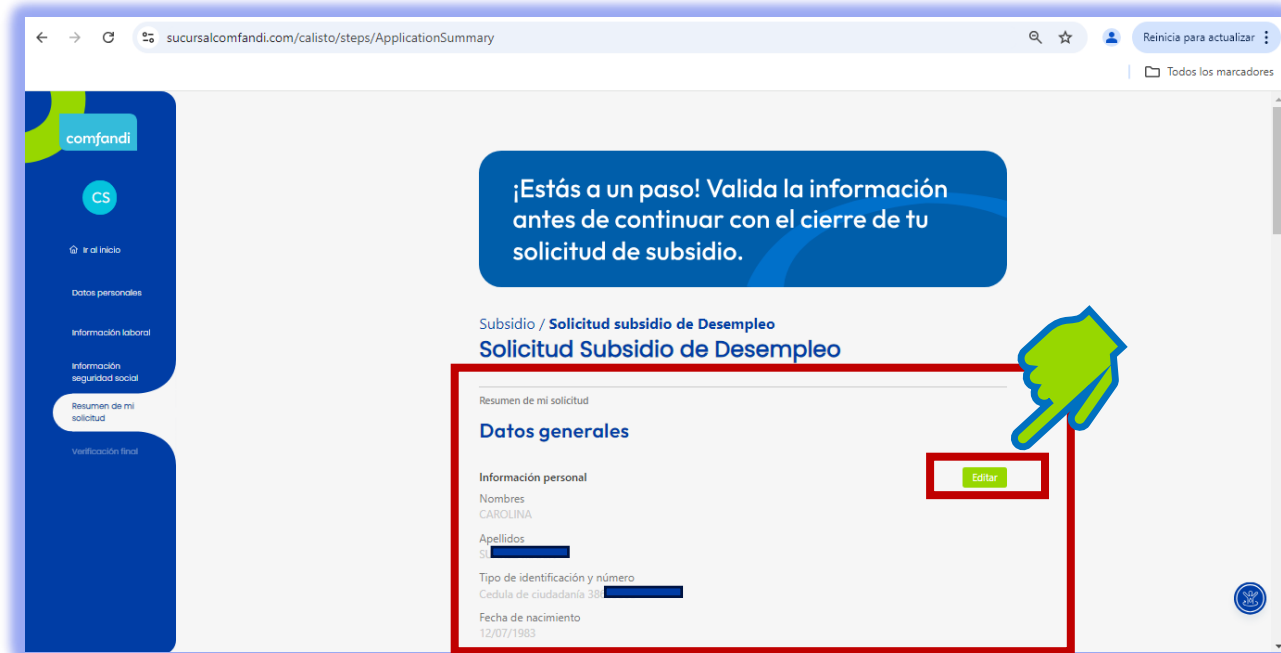 sucursalcomfandi.com/calisto/steps/ApplicationSummary
Reinicia para actualizar
Todos los marcadores
comfandi
CS
Ir al inicio
Datos personales
Información laboral
Información
seguridad social
Resumen de mi
solicitud
Verificación final
¡Estás a un paso! Valida la información
antes de continuar con el cierre de tu
solicitud de subsidio.
Subsidio / Solicitud subsidio de Desempleo
Solicitud Subsidio de Desempleo
Resumen de mi solicitud
Datos generales
Información personal
Editar
Nombres
CAROLINA
Apellidos
SU
Tipo de identificación y número
Cedula de ciudadanía 386
Fecha de nacimiento
12/07/1983